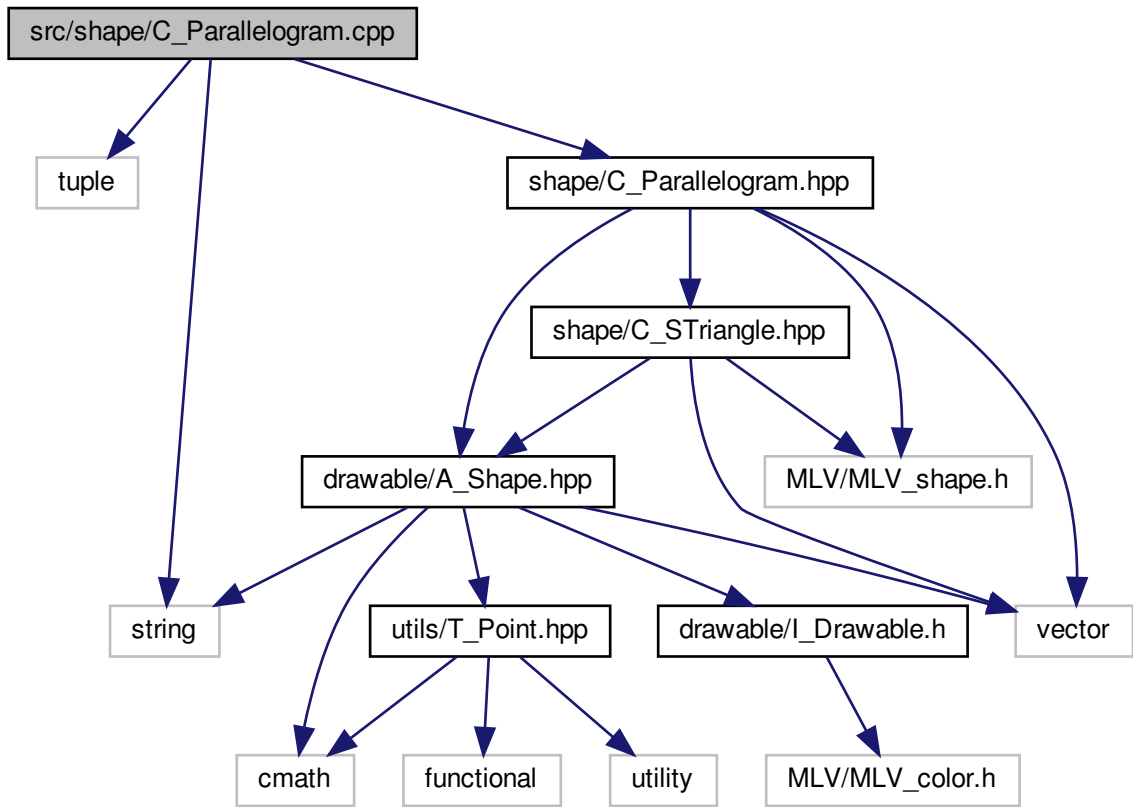 src/shape/C_Parallelogram.cpp
tuple
shape/C_Parallelogram.hpp
shape/C_STriangle.hpp
drawable/A_Shape.hpp
MLV/MLV_shape.h
string
utils/T_Point.hpp
drawable/I_Drawable.h
vector
cmath
functional
utility
MLV/MLV_color.h